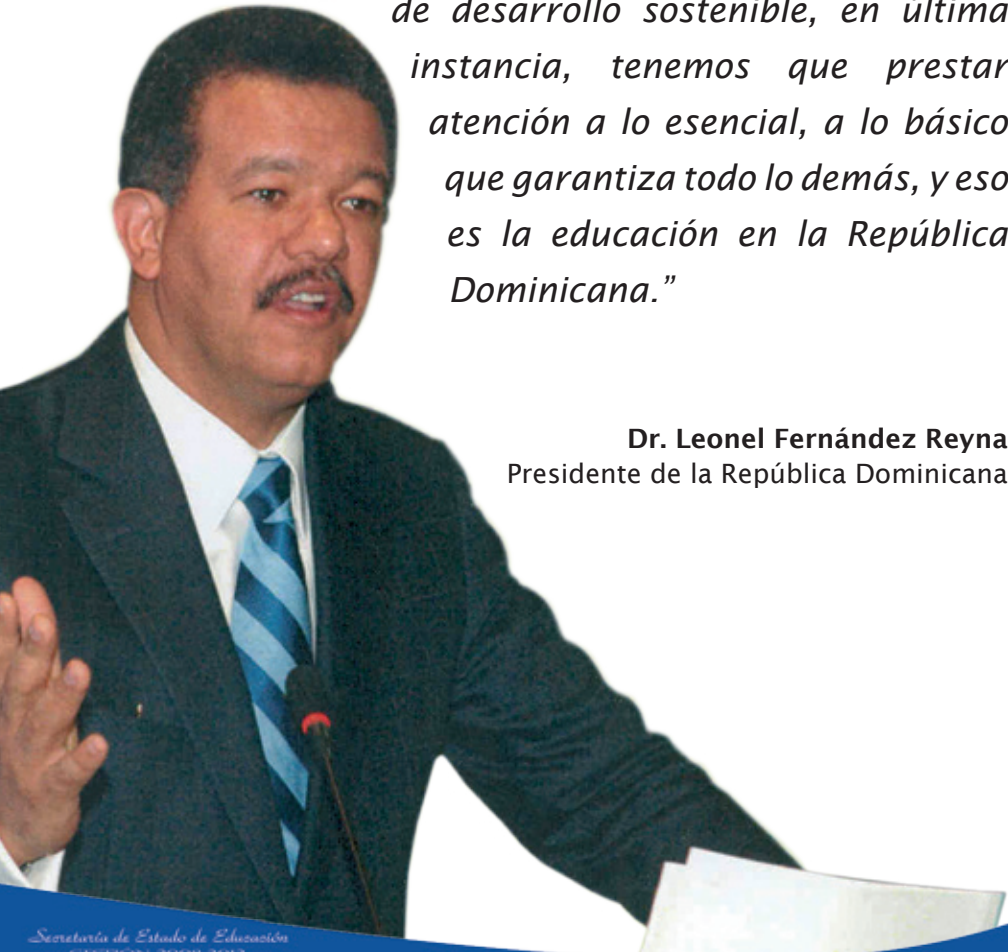 de desarrollo sostenible, en última
instancia, tenemos que prestar
atención a lo esencial, a lo básico
que garantiza todo lo demás, y eso
es la educación en la República
Dominicana.”
Dr. Leonel Fernández Reyna
Presidente de la República Dominicana
Secretaría de Estado de Educación